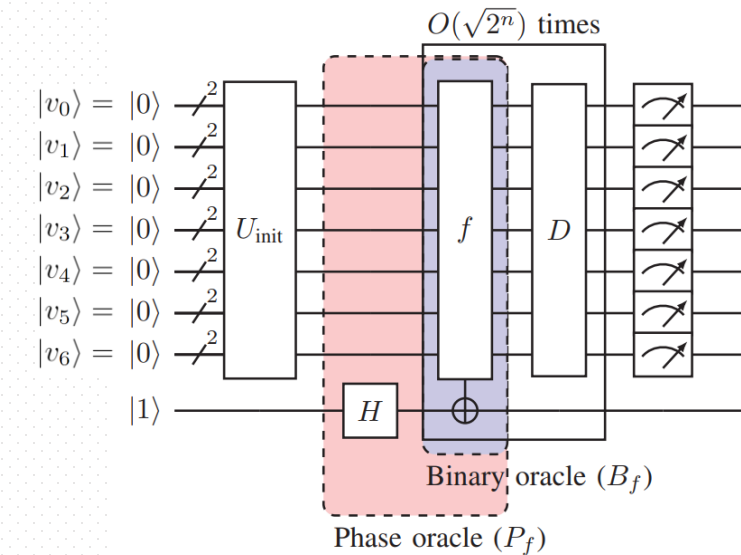 O(√2ⁿ) times
|v₀⟩ = |0⟩ 2
|v₁⟩ = |0⟩ 2
|v₂⟩ = |0⟩ 2
|v₃⟩ = |0⟩ 2 U_init f D
|v₄⟩ = |0⟩ 2
|v₅⟩ = |0⟩ 2
|v₆⟩ = |0⟩ 2
|1⟩ H
Binary oracle (B_f)
Phase oracle (P_f)